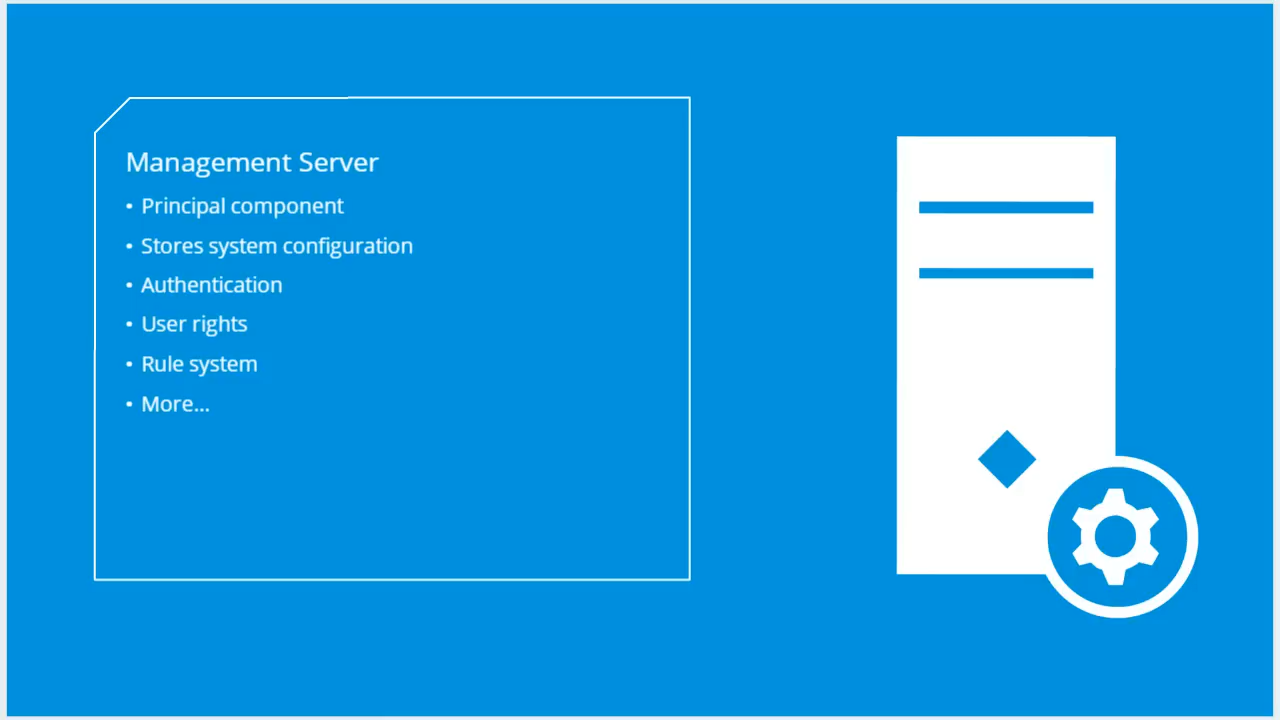 Management Server
• Principal component
• Stores system configuration
• Authentication
• User rights
• Rule system
• More...